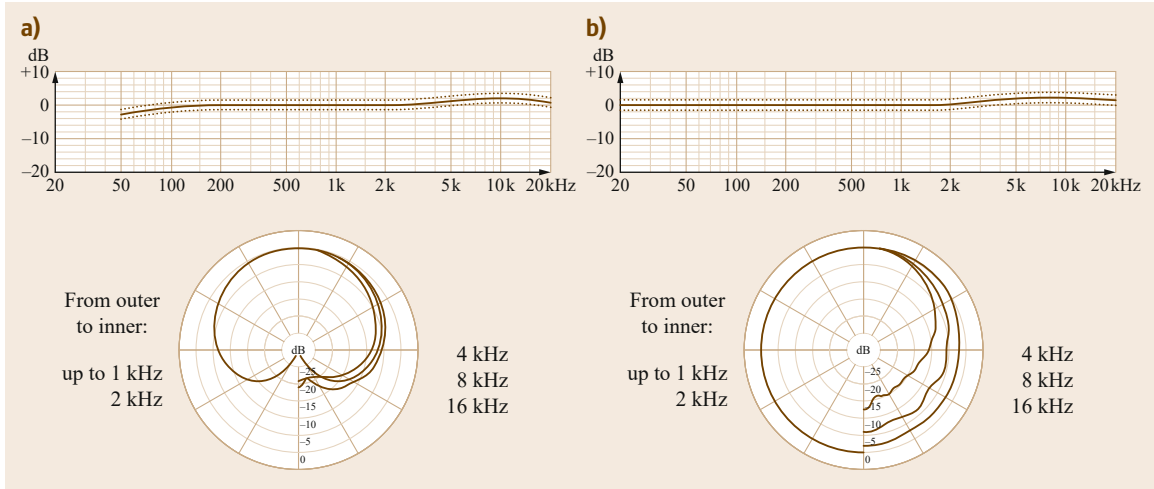 a)
dB
+10
0
–10
–20
20 50 100 200 500 1k 2k 5k 10k 20kHz
From outer
to inner:
up to 1 kHz
2 kHz
dB
–25
–20
–15
–10
–5
0
4 kHz
8 kHz
16 kHz
b)
dB
+10
0
–10
–20
20 50 100 200 500 1k 2k 5k 10k 20kHz
From outer
to inner:
up to 1 kHz
2 kHz
dB
–25
–20
–15
–10
–5
0
4 kHz
8 kHz
16 kHz